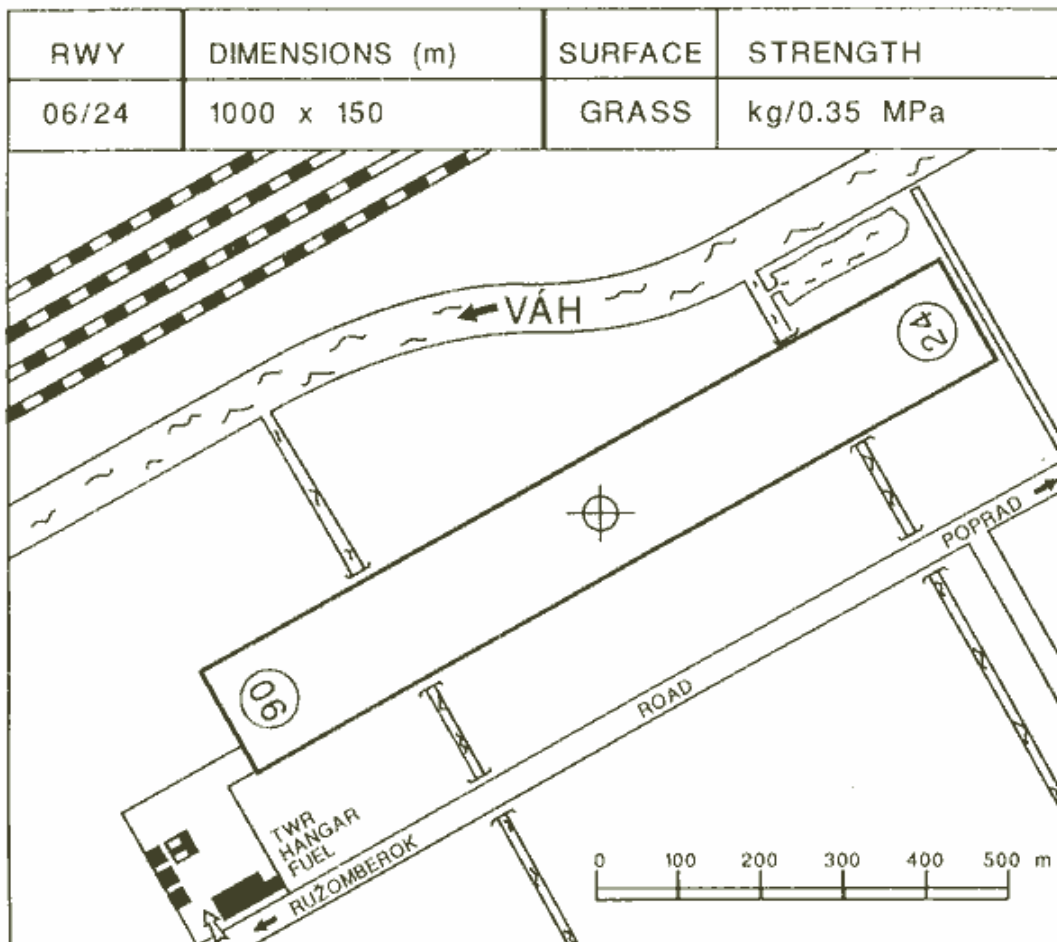 RWY DIMENSIONS (m) SURFACE STRENGTH
06/24 1000 x 150 GRASS kg/0.35 MPa
VÁH
24
POPRAD
06
ROAD
TWR
HANGAR
FUEL
RUŽOMBEROK
0 100 200 300 400 500 m